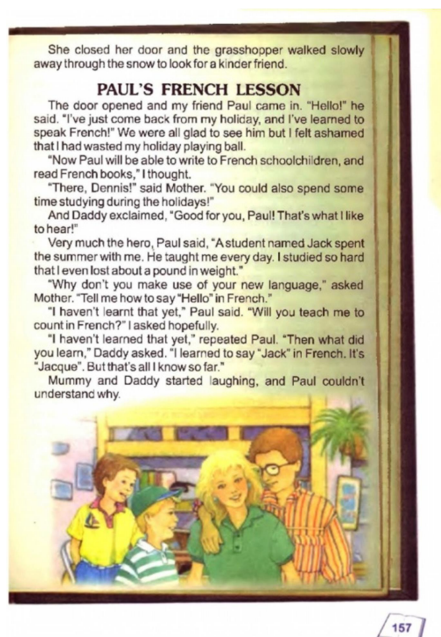 She closed her door and the grasshopper walked slowly
away through the snow to look for a kinder friend.
PAUL'S FRENCH LESSON
The door opened and my friend Paul came in. "Hello!" he
said. "I've just come back from my holiday, and I've learned to
speak French!" We were all glad to see him but I felt ashamed
that I had wasted my holiday playing ball.
"Now Paul will be able to write to French schoolchildren, and
read French books," I thought.
"There, Dennis!" said Mother. "You could also spend some
time studying during the holidays!"
And Daddy exclaimed, "Good for you, Paul! That's what I like
to hear!"
Very much the hero, Paul said, "A student named Jack spent
the summer with me. He taught me every day. I studied so hard
that I even lost about a pound in weight."
"Why don't you make use of your new language," asked
Mother. "Tell me how to say "Hello" in French."
"I haven't learnt that yet," Paul said. "Will you teach me to
count in French?" I asked hopefully.
"I haven't learned that yet," repeated Paul. "Then what did
you learn," Daddy asked. "I learned to say "Jack" in French. It's
"Jacque". But that's all I know so far."
Mummy and Daddy started laughing, and Paul couldn't
understand why.
157